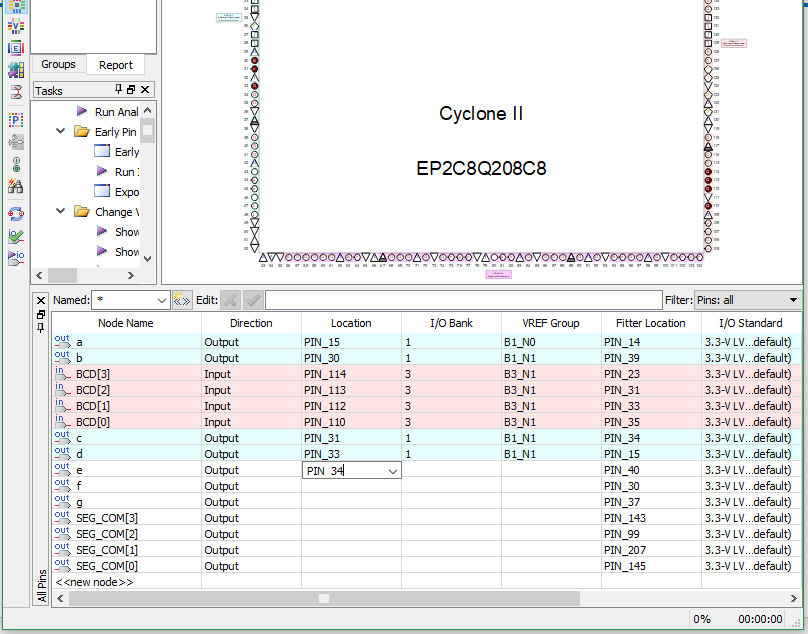 Cyclone II
EP2C8Q208C8
Groups Report
Tasks
Run Anal
Early Pin
Early
Run I
Expo
Change V
Show
Show
Named: * Edit: Filter: Pins: all
Node Name Direction Location I/O Bank VREF Group Fitter Location I/O Standard
out a Output PIN_15 1 B1_N0 PIN_14 3.3-V LV...default)
out b Output PIN_30 1 B1_N1 PIN_39 3.3-V LV...default)
in BCD[3] Input PIN_114 3 B3_N1 PIN_23 3.3-V LV...default)
in BCD[2] Input PIN_113 3 B3_N1 PIN_31 3.3-V LV...default)
in BCD[1] Input PIN_112 3 B3_N1 PIN_33 3.3-V LV...default)
in BCD[0] Input PIN_110 3 B3_N1 PIN_35 3.3-V LV...default)
out c Output PIN_31 1 B1_N1 PIN_34 3.3-V LV...default)
out d Output PIN_33 1 B1_N1 PIN_15 3.3-V LV...default)
out e Output PIN_34 PIN_40 3.3-V LV...default)
out f Output PIN_30 3.3-V LV...default)
out g Output PIN_37 3.3-V LV...default)
out SEG_COM[3] Output PIN_143 3.3-V LV...default)
out SEG_COM[2] Output PIN_99 3.3-V LV...default)
out SEG_COM[1] Output PIN_207 3.3-V LV...default)
out SEG_COM[0] Output PIN_145 3.3-V LV...default)
<<new node>>
All Pins
0% 00:00:00